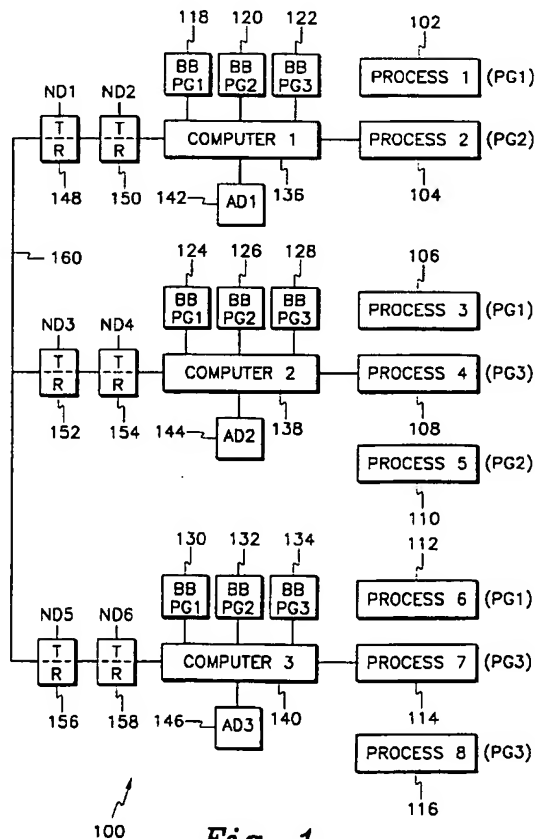 118 120 122 102
BB PG1 BB PG2 BB PG3 PROCESS 1 (PG1)
ND1 ND2
T R T R COMPUTER 1 PROCESS 2 (PG2)
148 150 142 AD1 136 104
160
124 126 128 106
BB PG1 BB PG2 BB PG3 PROCESS 3 (PG1)
ND3 ND4
T R T R COMPUTER 2 PROCESS 4 (PG3)
152 154 144 AD2 138 108
PROCESS 5 (PG2)
110
130 132 134 112
BB PG1 BB PG2 BB PG3 PROCESS 6 (PG1)
ND5 ND6
T R T R COMPUTER 3 PROCESS 7 (PG3)
156 158 146 AD3 140 114
PROCESS 8 (PG3)
116
100
Fig. 1